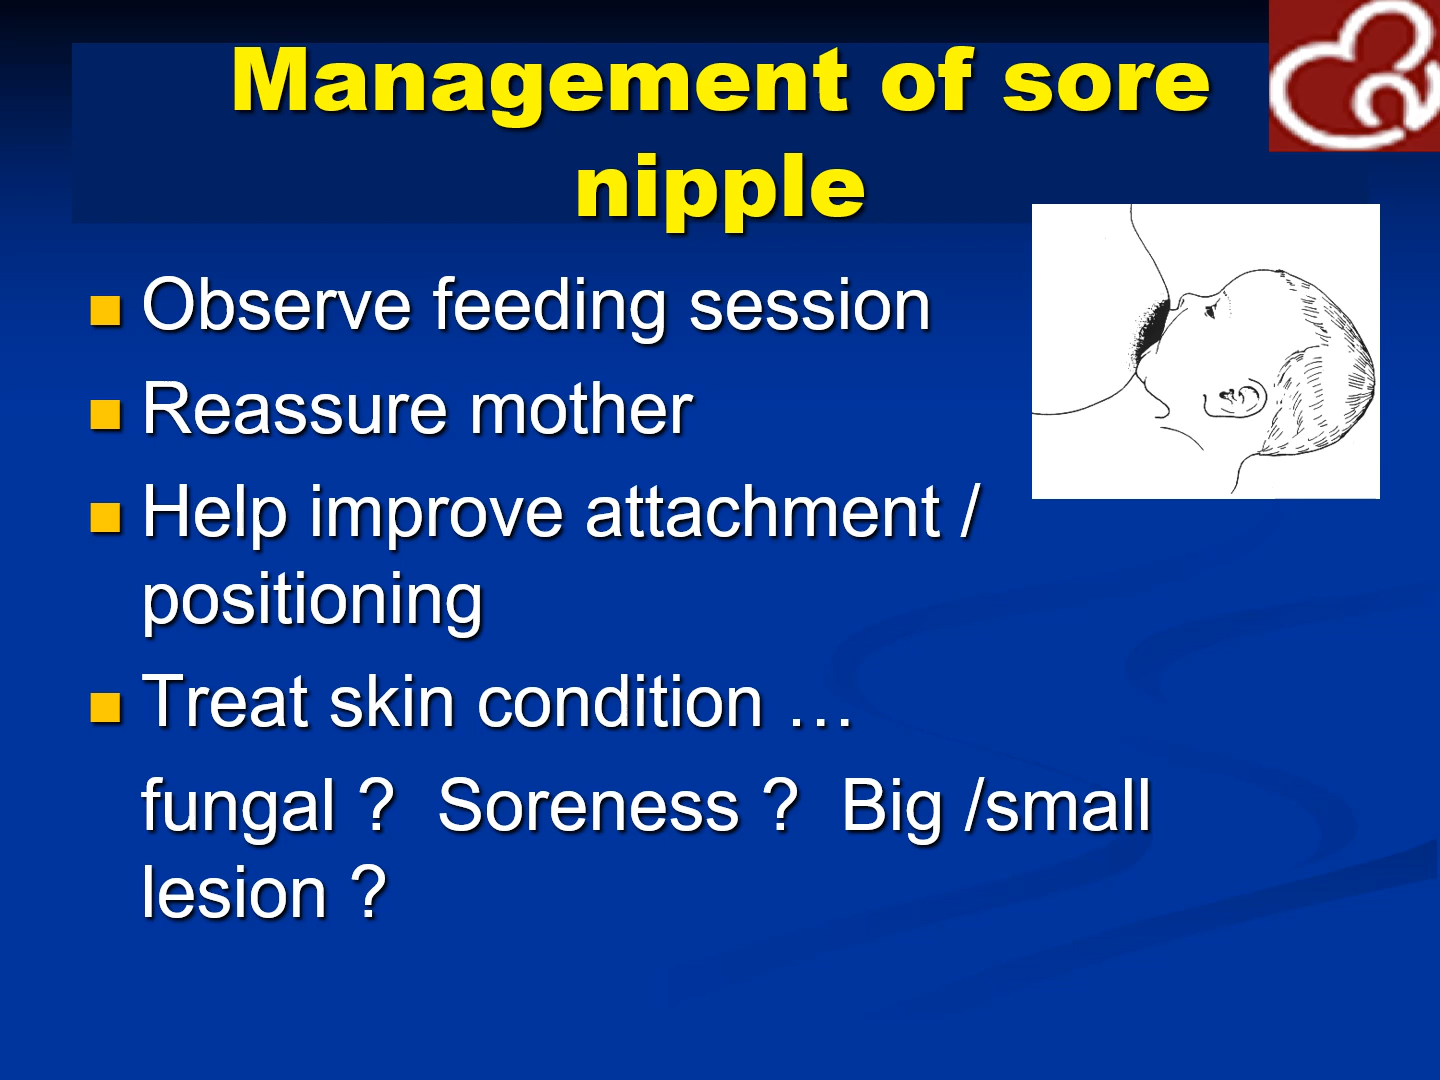 Management of sore
nipple
Observe feeding session
Reassure mother
Help improve attachment /
positioning
Treat skin condition …
fungal ?  Soreness ?  Big /small
lesion ?